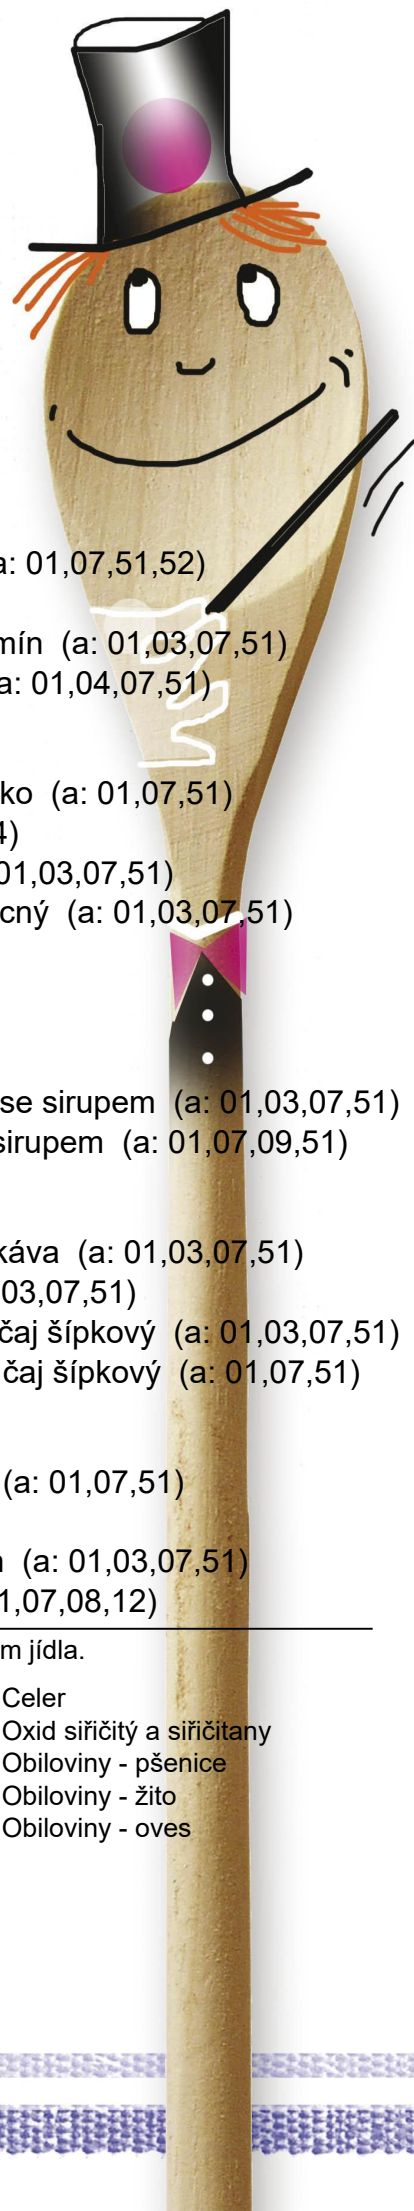 a: 01,07,51,52)
mín (a: 01,03,07,51)
a: 01,04,07,51)
ko (a: 01,07,51)
4)
01,03,07,51)
cný (a: 01,03,07,51)
se sirupem (a: 01,03,07,51)
sirupem (a: 01,07,09,51)
káva (a: 01,03,07,51)
03,07,51)
čaj šípkový (a: 01,03,07,51)
čaj šípkový (a: 01,07,51)
(a: 01,07,51)
(a: 01,03,07,51)
1,07,08,12)
m jídla.
Celer
Oxid siřičitý a siřičitany
Obiloviny - pšenice
Obiloviny - žito
Obiloviny - oves